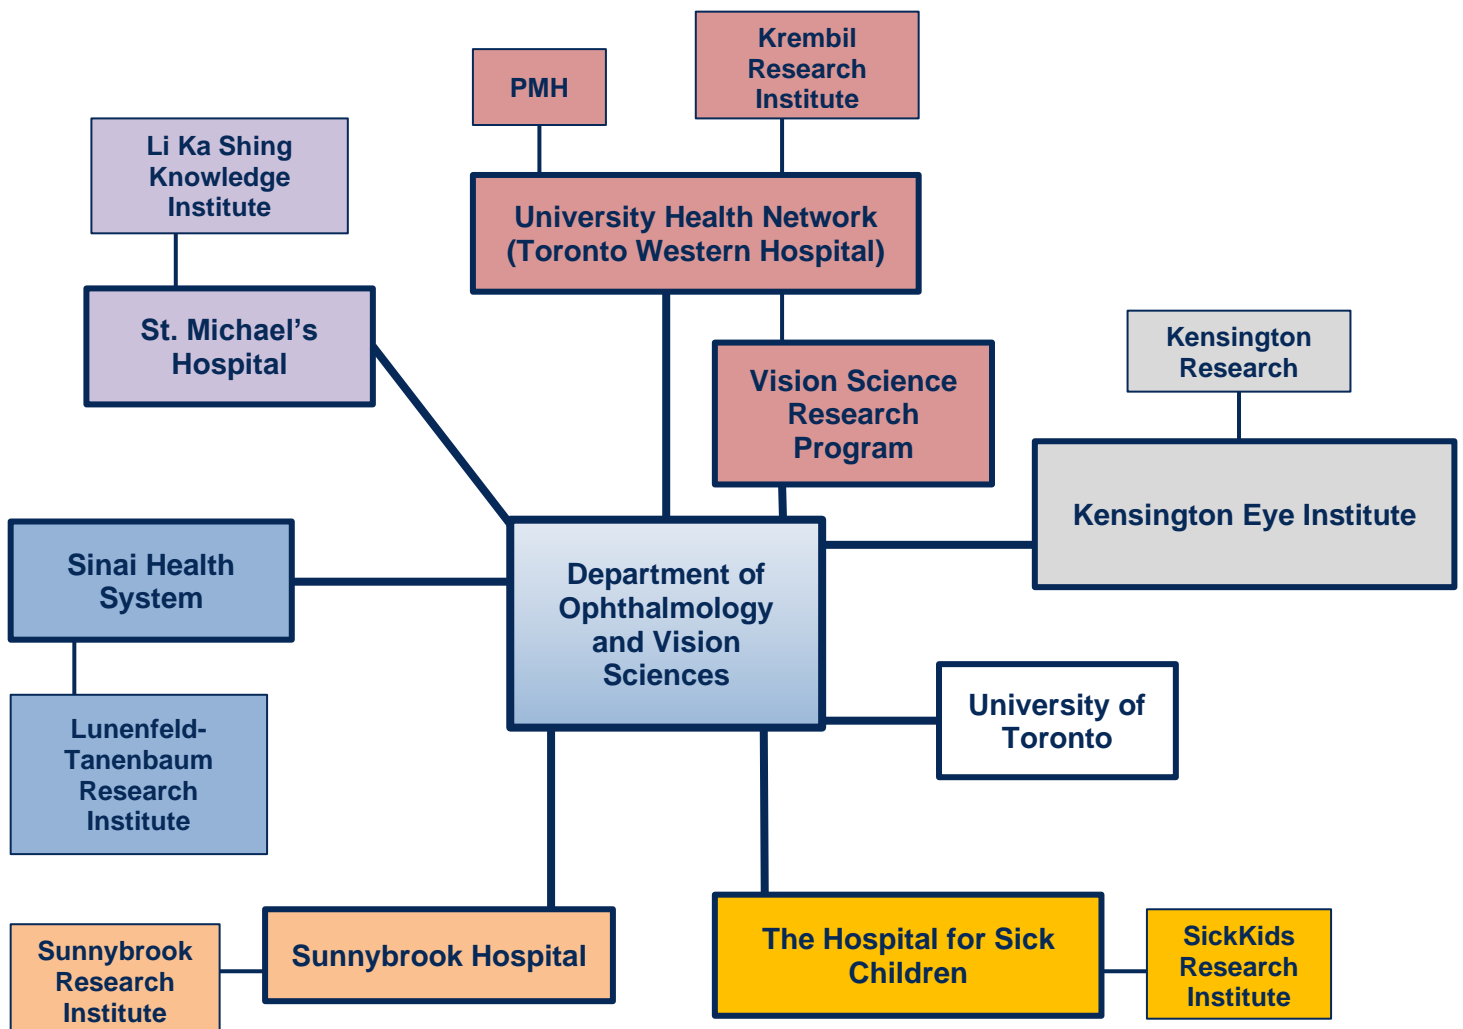 Krembil
Research
Institute
PMH
Li Ka Shing
Knowledge
Institute
University Health Network
(Toronto Western Hospital)
St. Michael’s
Hospital
Kensington
Research
Vision Science
Research
Program
Kensington Eye Institute
Sinai Health
System
Department of
Ophthalmology
and Vision
Sciences
University of
Toronto
Lunenfeld-
Tanenbaum
Research
Institute
Sunnybrook
Research
Institute
Sunnybrook Hospital
The Hospital for Sick
Children
SickKids
Research
Institute